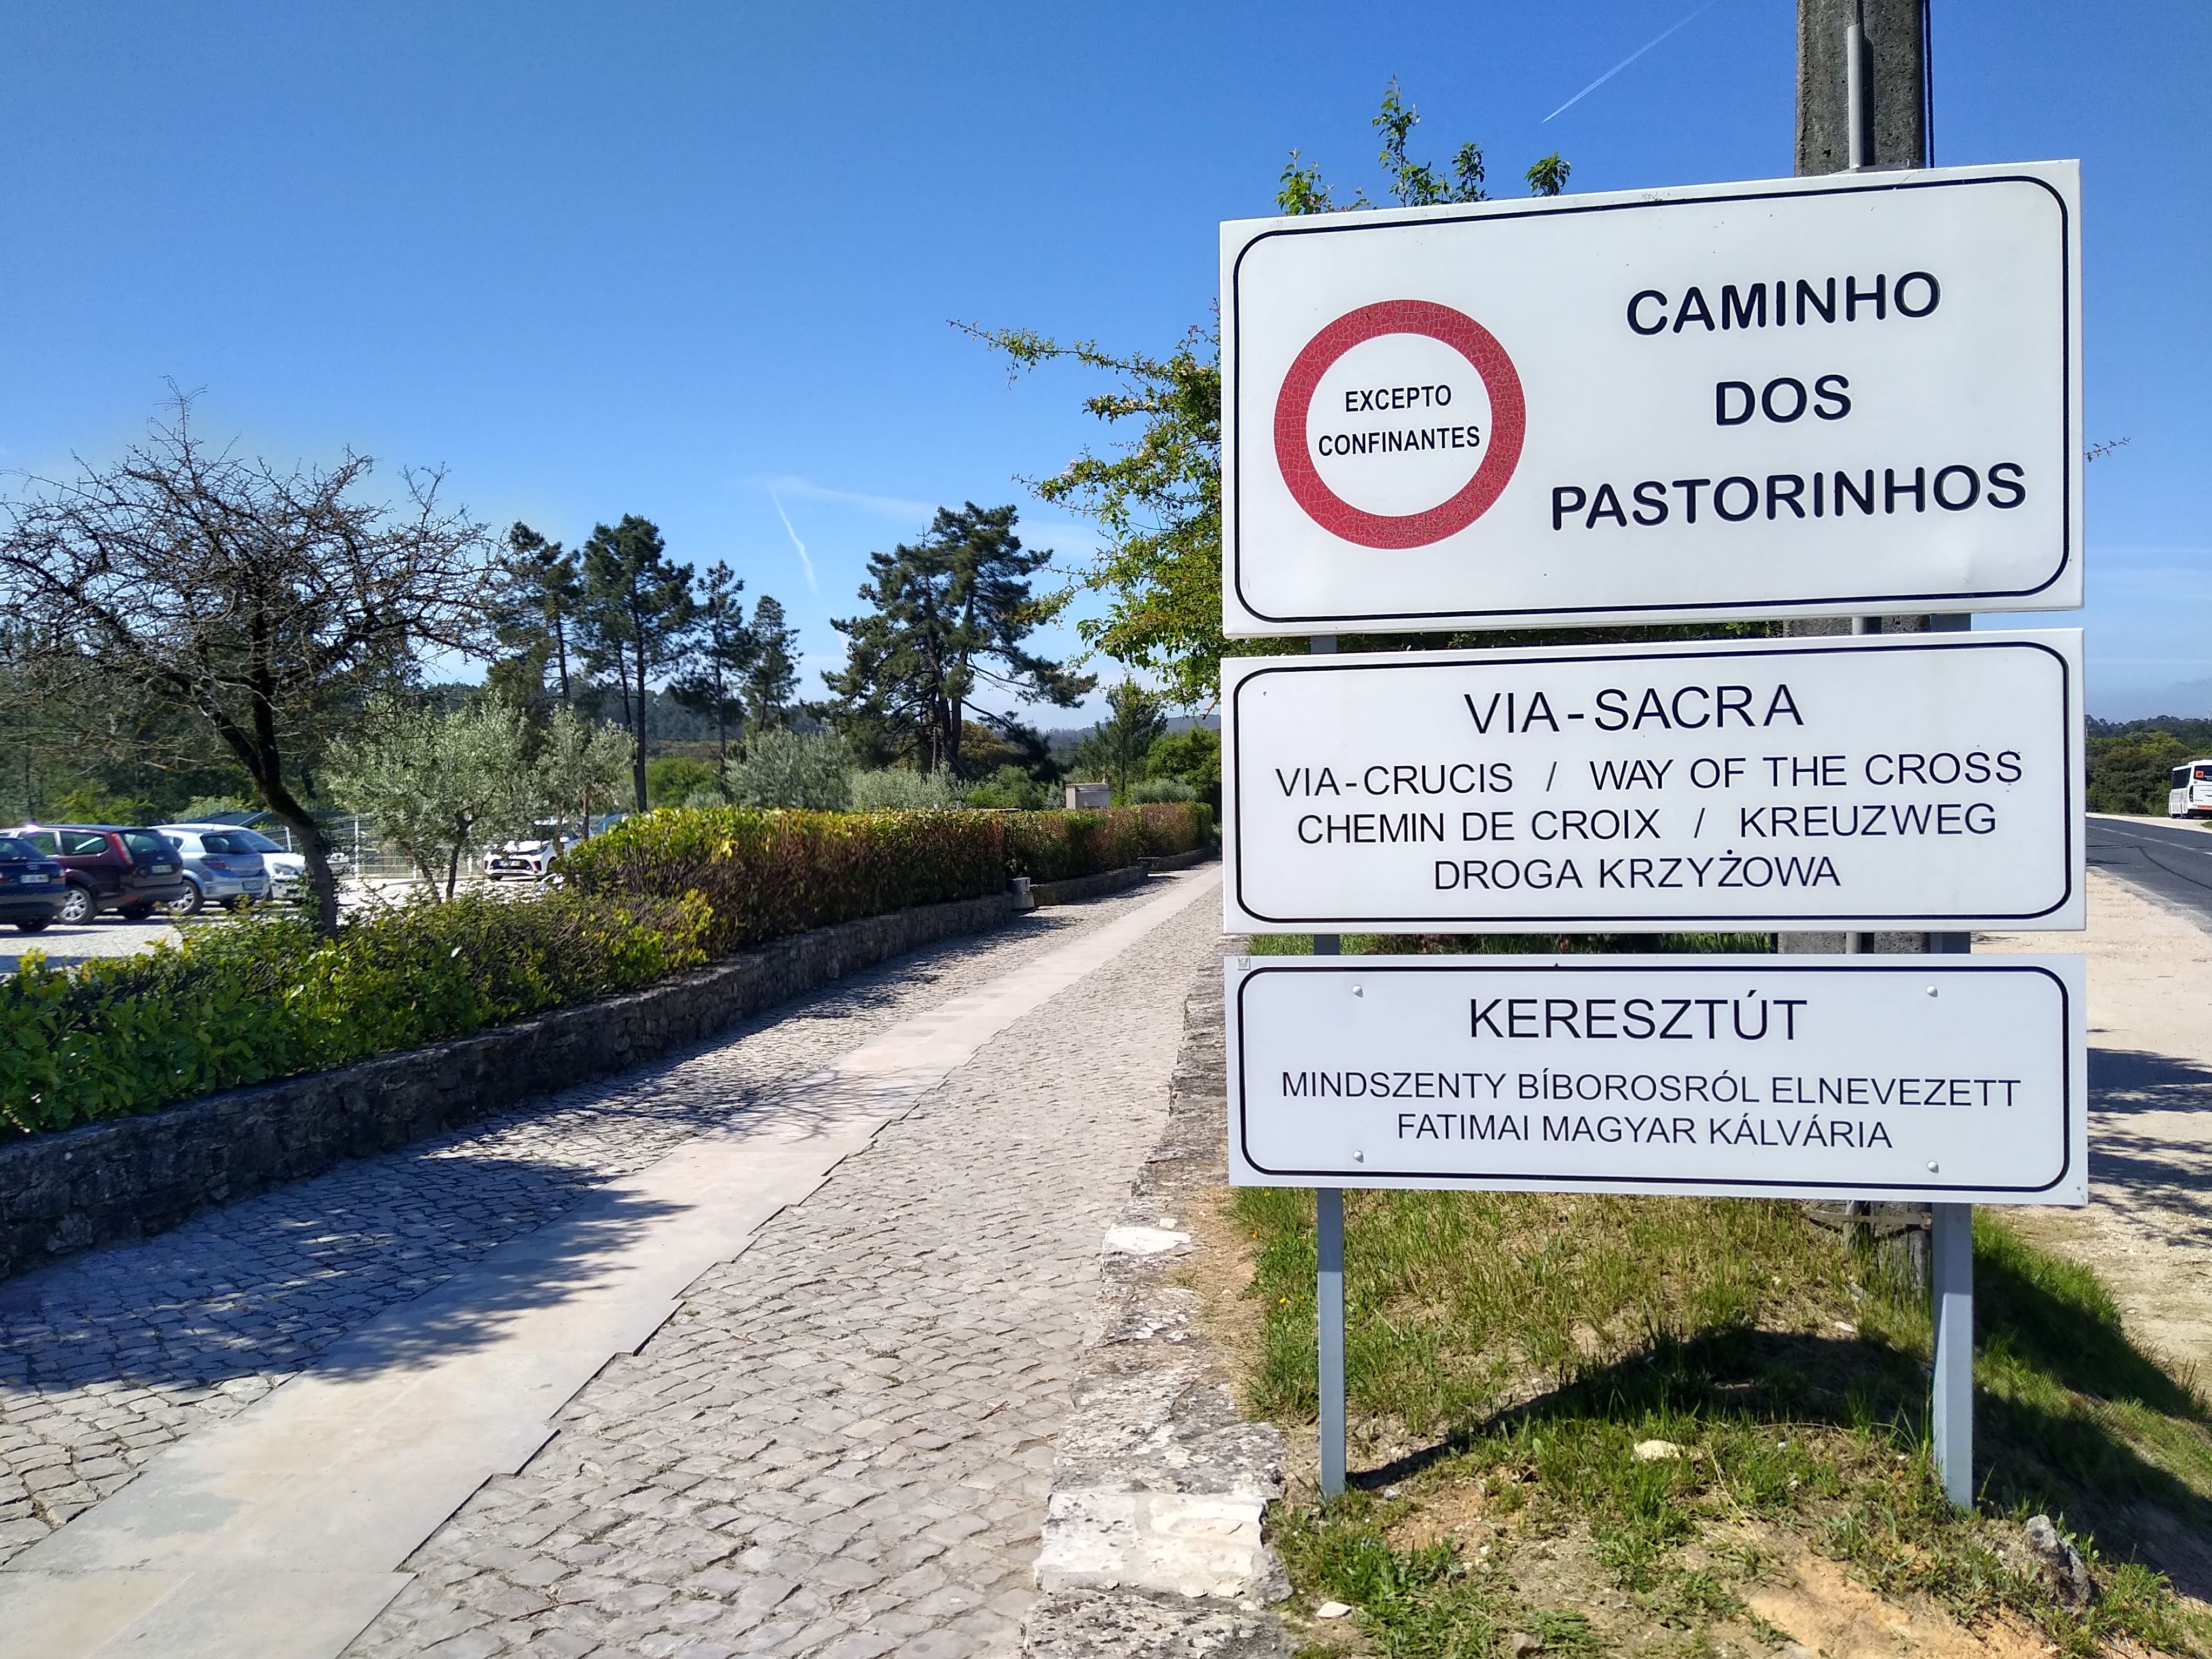 EXCEPTO
CONFINANTES
CAMINHO
DOS
PASTORINHOS
VIA-SACRA
VIA-CRUCIS / WAY OF THE CROSS
CHEMIN DE CROIX / KREUZWEG
DROGA KRZYŻOWA
KERESZTÚT
MINDSZENTY BÍBOROSRÓL ELNEVEZETT
FATIMAI MAGYAR KÁLVÁRIA